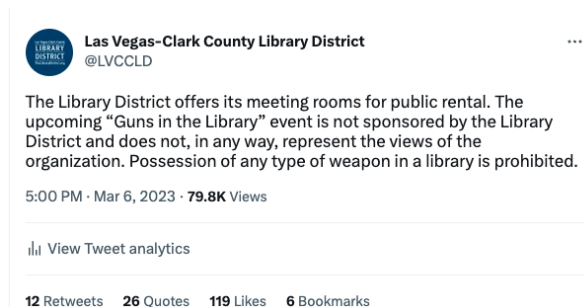 LIBRARY
DISTRICT
Las Vegas-Clark County Library District
@LVCCLD
The Library District offers its meeting rooms for public rental. The
upcoming “Guns in the Library” event is not sponsored by the Library
District and does not, in any way, represent the views of the
organization. Possession of any type of weapon in a library is prohibited.
5:00 PM · Mar 6, 2023 · 79.8K Views
View Tweet analytics
12 Retweets 26 Quotes 119 Likes 6 Bookmarks